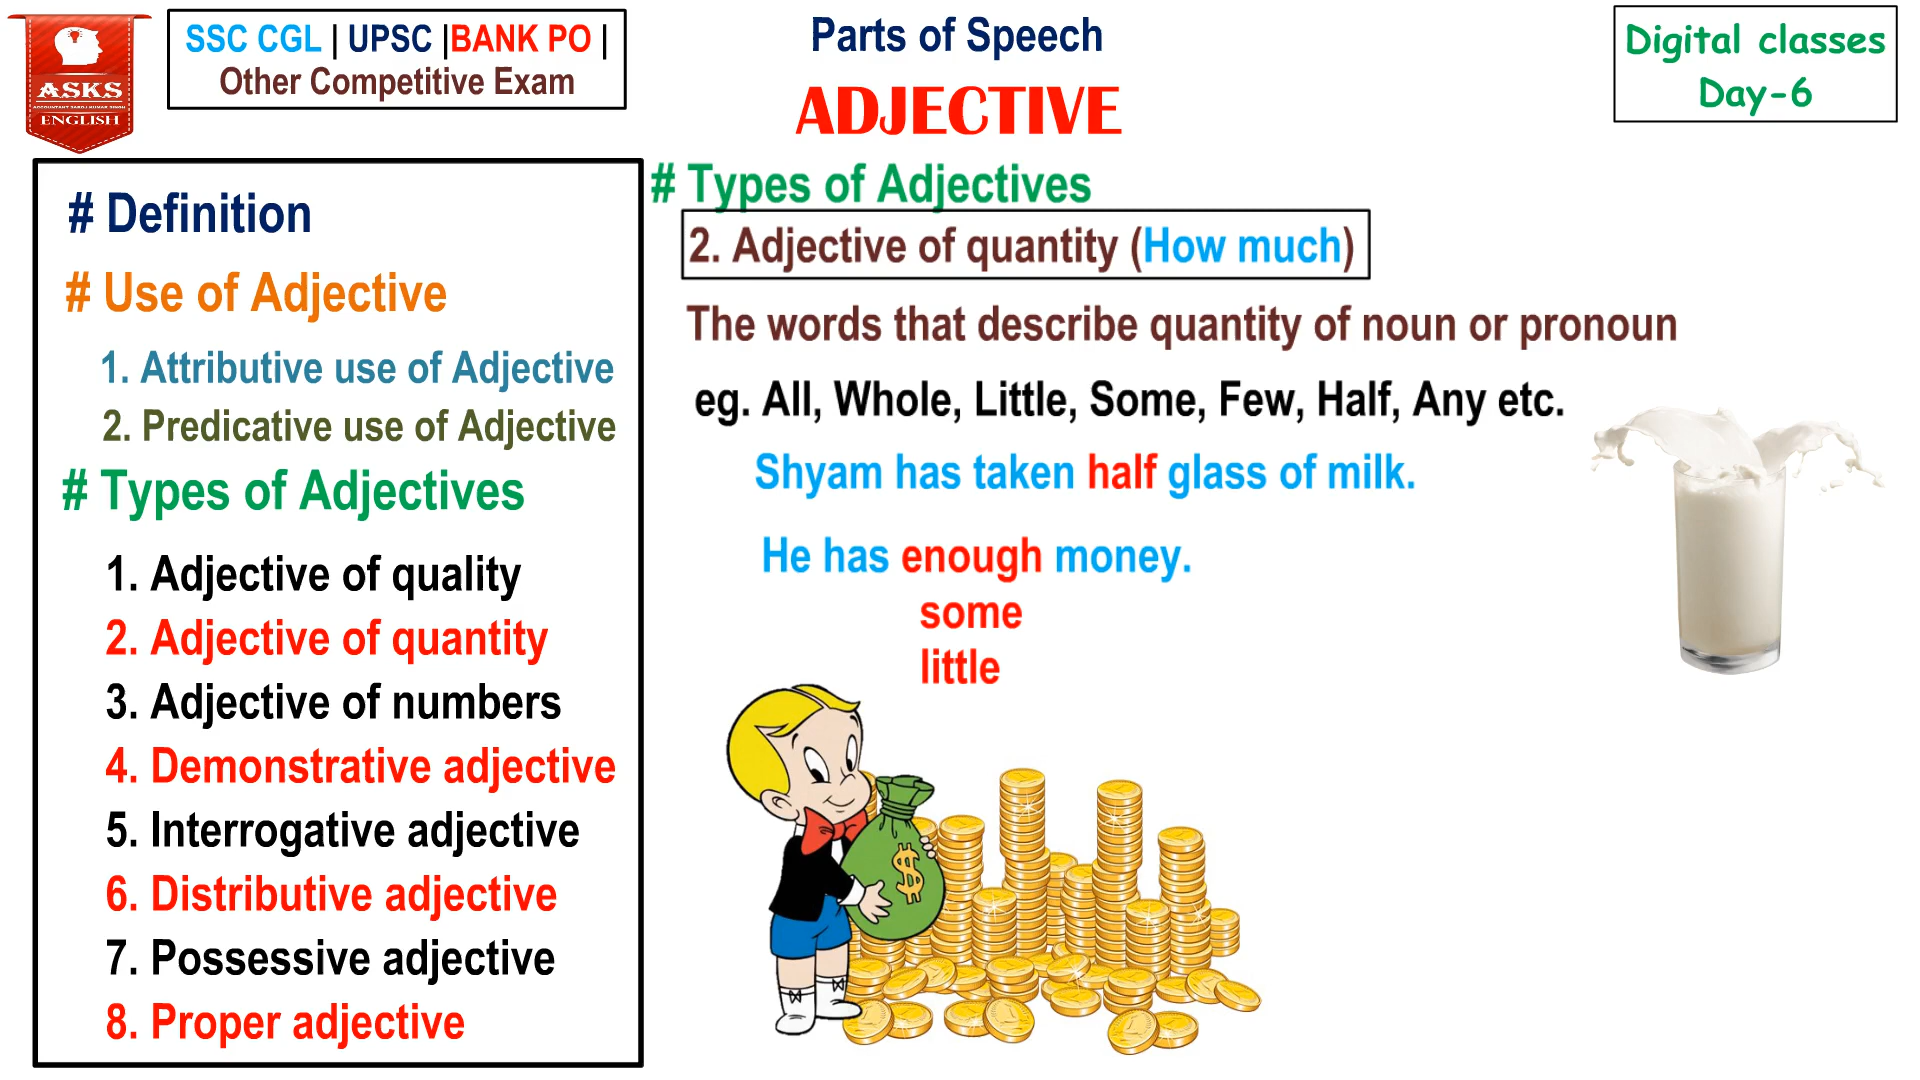 ASKS
ACCOUNTANT SAROJ KUMAR SINGH
ENGLISH
SSC CGL | UPSC |BANK PO |
Other Competitive Exam
Parts of Speech
ADJECTIVE
Digital classes
Day-6
# Definition
# Use of Adjective
1. Attributive use of Adjective
2. Predicative use of Adjective
# Types of Adjectives
1. Adjective of quality
2. Adjective of quantity
3. Adjective of numbers
4. Demonstrative adjective
5. Interrogative adjective
6. Distributive adjective
7. Possessive adjective
8. Proper adjective
# Types of Adjectives
2. Adjective of quantity (How much)
The words that describe quantity of noun or pronoun
eg. All, Whole, Little, Some, Few, Half, Any etc.
Shyam has taken half glass of milk.
He has enough money.
some
little
$